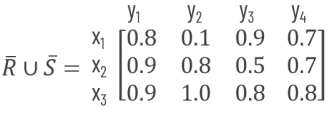 y₁ y₂ y₃ y₄
x₁ [0.8 0.1 0.9 0.7]
R̄ ∪ S̄ = x₂ [0.9 0.8 0.5 0.7]
x₃ [0.9 1.0 0.8 0.8]